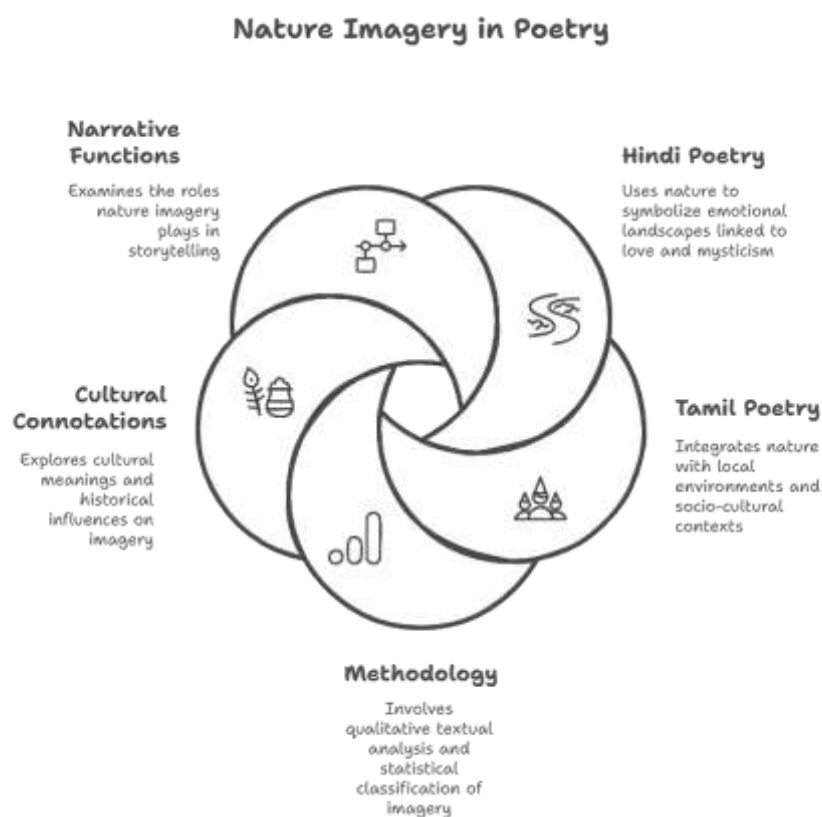 Nature Imagery in Poetry
Narrative
Functions
Examines the roles
nature imagery
plays in
storytelling
Hindi Poetry
Uses nature to
symbolize emotional
landscapes linked to
love and mysticism
Cultural
Connotations
Explores cultural
meanings and
historical
influences on
imagery
Tamil Poetry
Integrates nature
with local
environments and
socio-cultural
contexts
Methodology
Involves
qualitative textual
analysis and
statistical
classification of
imagery